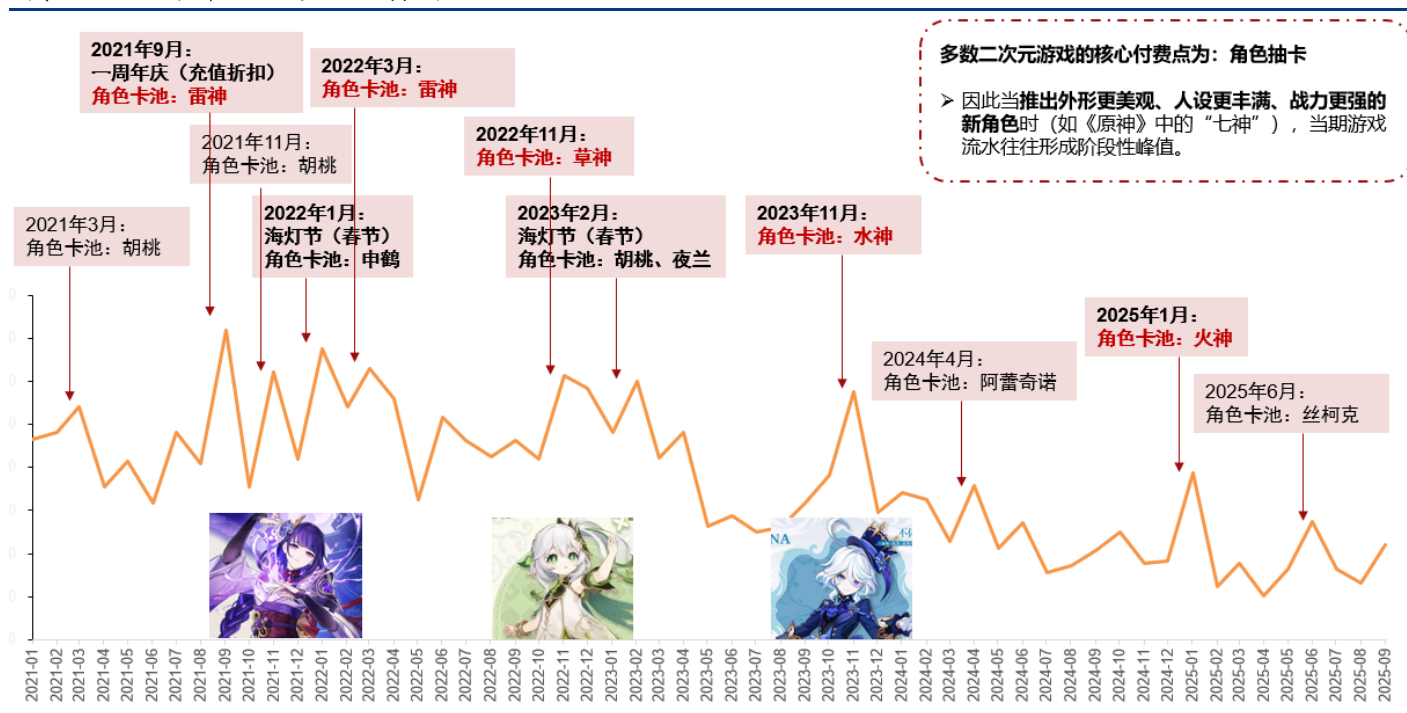 2021年9月：
一周年庆（充值折扣）
角色卡池：雷神
2022年3月：
角色卡池：雷神
多数二次元游戏的核心付费点为：角色抽卡
➢ 因此当推出外形更美观、人设更丰满、战力更强的
新角色时（如《原神》中的“七神”），当期游戏
流水往往形成阶段性峰值。
2021年11月：
角色卡池：胡桃
2022年11月：
角色卡池：草神
2021年3月：
角色卡池：胡桃
2022年1月：
海灯节（春节）
角色卡池：申鹤
2023年2月：
海灯节（春节）
角色卡池：胡桃、夜兰
2023年11月：
角色卡池：水神
2024年4月：
角色卡池：阿蕾奇诺
2025年1月：
角色卡池：火神
2025年6月：
角色卡池：丝柯克
0
0
0
0
0
0
0
0
0
NA
2021-01
2021-02
2021-03
2021-04
2021-05
2021-06
2021-07
2021-08
2021-09
2021-10
2021-11
2021-12
2022-01
2022-02
2022-03
2022-04
2022-05
2022-06
2022-07
2022-08
2022-09
2022-10
2022-11
2022-12
2023-01
2023-02
2023-03
2023-04
2023-05
2023-06
2023-07
2023-08
2023-09
2023-10
2023-11
2023-12
2024-01
2024-02
2024-03
2024-04
2024-05
2024-06
2024-07
2024-08
2024-09
2024-10
2024-11
2024-12
2025-01
2025-02
2025-03
2025-04
2025-05
2025-06
2025-07
2025-08
2025-09